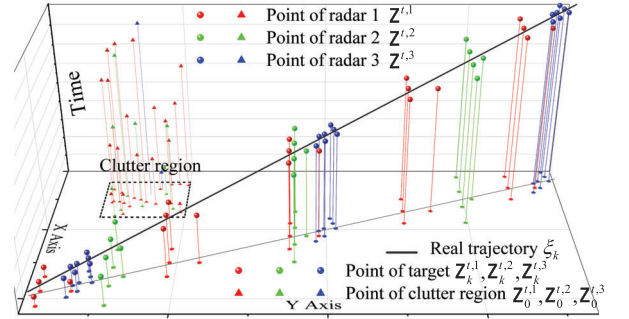 Point of radar 1 Z^{t,1}
Point of radar 2 Z^{t,2}
Point of radar 3 Z^{t,3}
Time
Clutter region
X Axis
Real trajectory ξ_k
Point of target Z_k^{t,1}, Z_k^{t,2}, Z_k^{t,3}
Point of clutter region Z_0^{t,1}, Z_0^{t,2}, Z_0^{t,3}
Y Axis